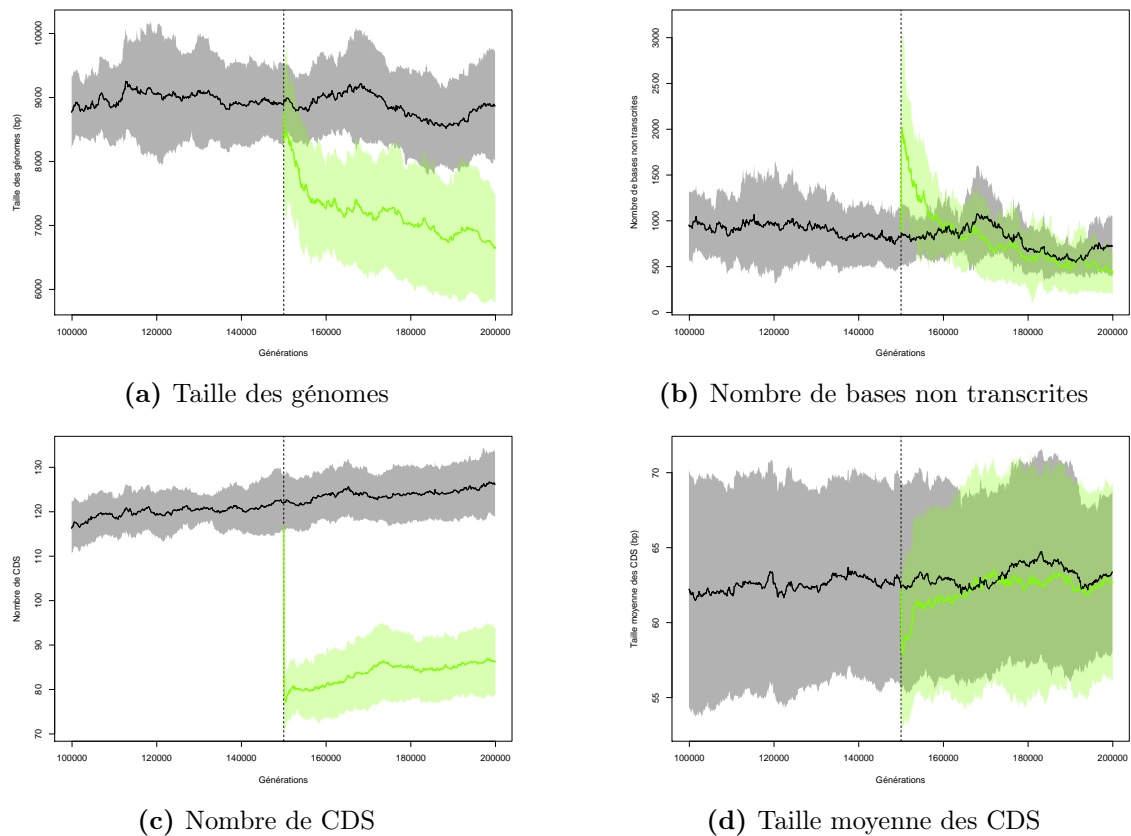 10000
9000
8000
7000
6000
Taille des génomes (bp)
100000 120000 140000 160000 180000 200000
Générations
(a) Taille des génomes
3000
2500
2000
1500
1000
500
0
Nombre de bases non transcrites
100000 120000 140000 160000 180000 200000
Générations
(b) Nombre de bases non transcrites
130
120
110
100
90
80
70
Nombre de CDS
100000 120000 140000 160000 180000 200000
Générations
(c) Nombre de CDS
70
65
60
55
Taille moyenne des CDS (bp)
100000 120000 140000 160000 180000 200000
Générations
(d) Taille moyenne des CDS